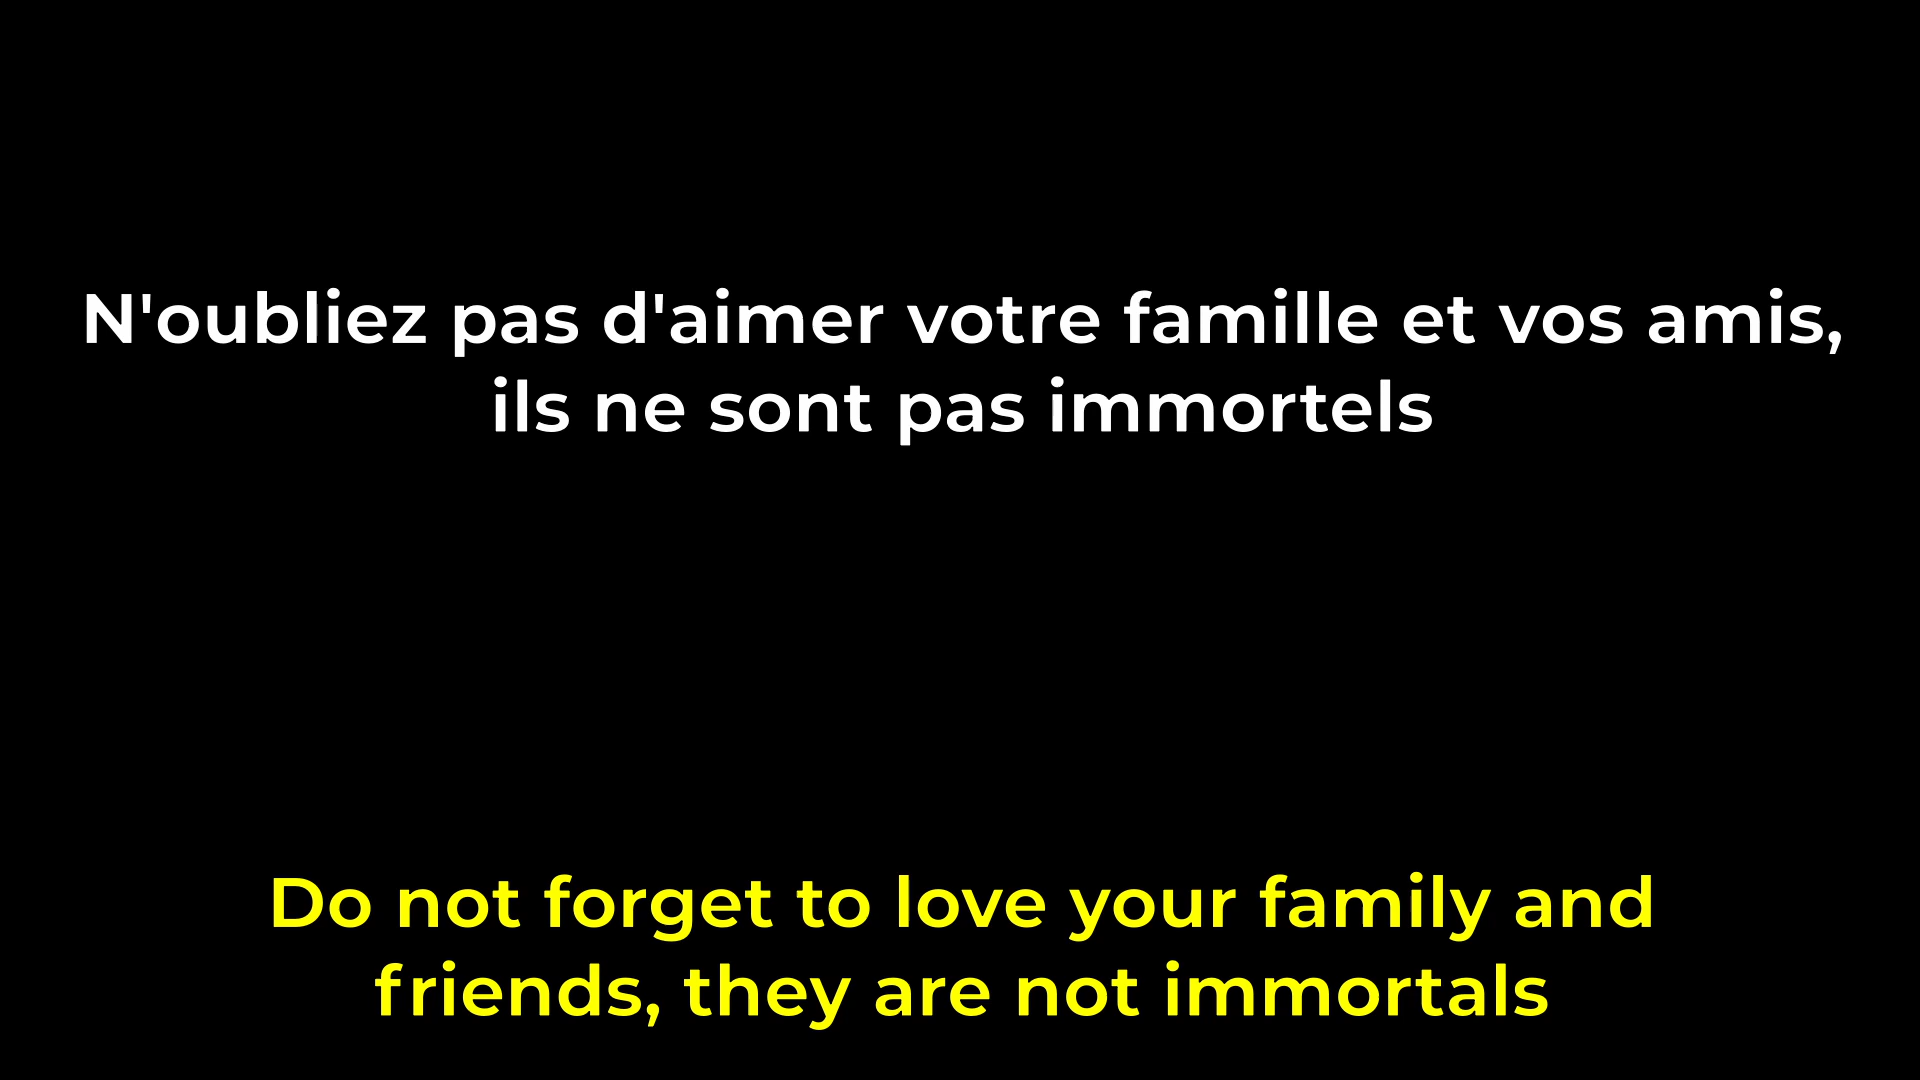 N'oubliez pas d'aimer votre famille et vos amis,
ils ne sont pas immortels
Do not forget to love your family and
friends, they are not immortals